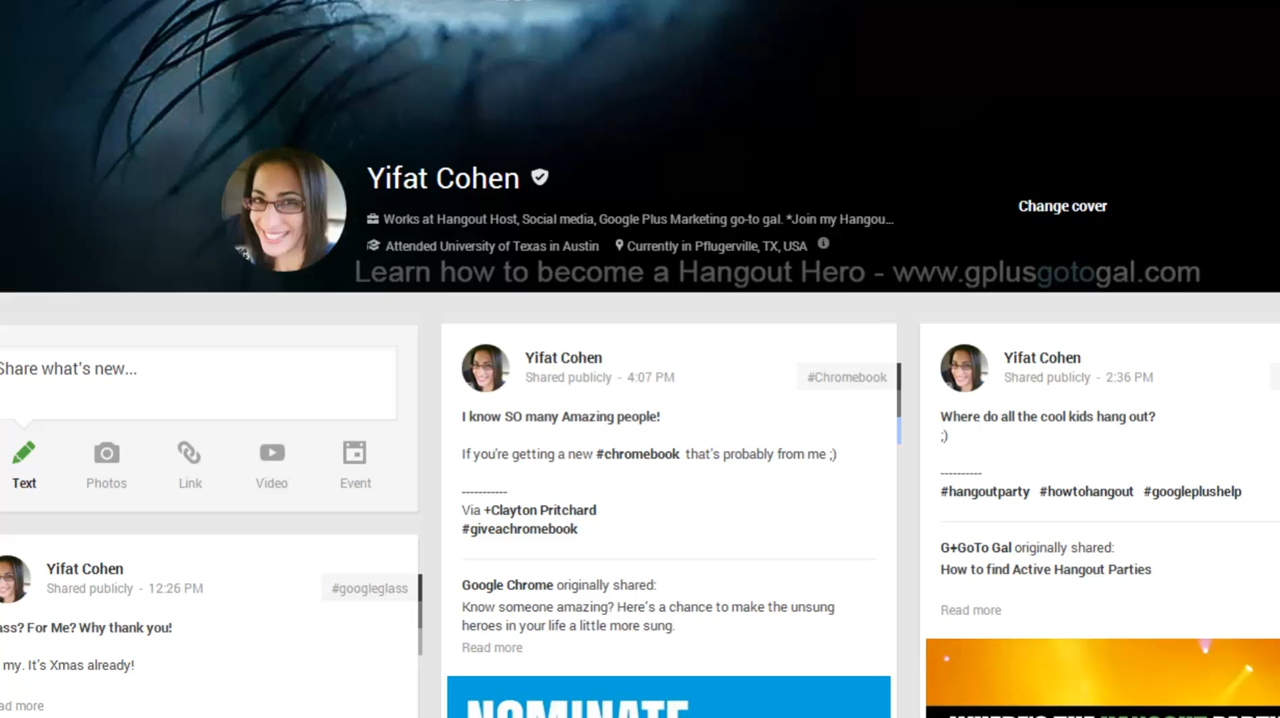 Yifat Cohen
Works at Hangout Host, Social media, Google Plus Marketing go-to gal. *Join my Hangou...
Attended University of Texas in Austin Currently in Pflugerville, TX, USA
Change cover
Learn how to become a Hangout Hero - www.gplusgotogal.com
Share what's new...
Text Photos Link Video Event
Yifat Cohen
Shared publicly - 12:26 PM
#googleglass
ass? For Me? Why thank you!
my. It's Xmas already!
ad more
Yifat Cohen
Shared publicly - 4:07 PM
#Chromebook
I know SO many Amazing people!
If you're getting a new #chromebook that's probably from me ;)
-----------
Via +Clayton Pritchard
#giveachromebook
Google Chrome originally shared:
Know someone amazing? Here's a chance to make the unsung
heroes in your life a little more sung.
Read more
NOMINATE
Yifat Cohen
Shared publicly - 2:36 PM
Where do all the cool kids hang out?
;)
----------
#hangoutparty #howtohangout #googleplushelp
G+GoTo Gal originally shared:
How to find Active Hangout Parties
Read more